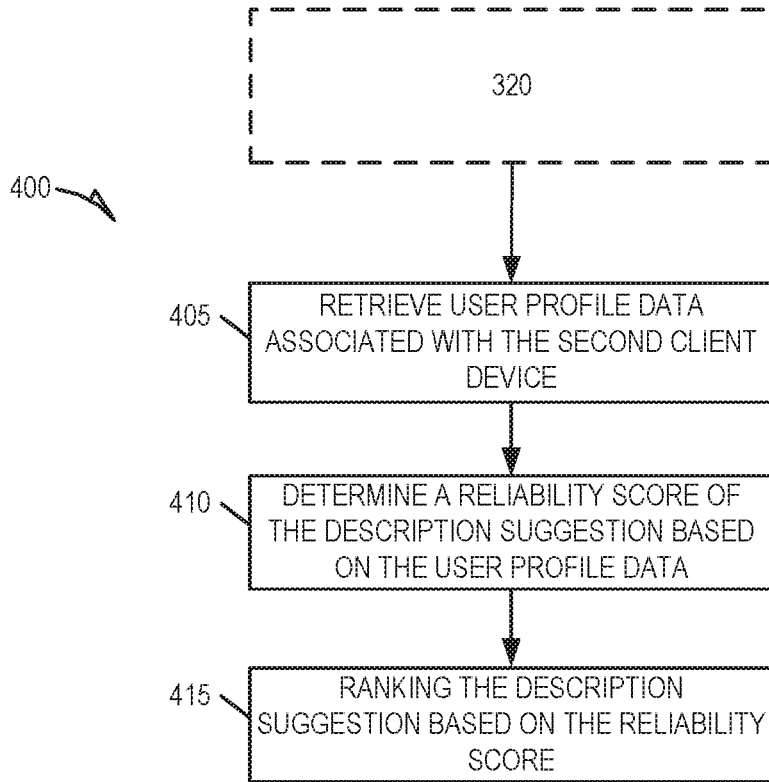 320
400
405
RETRIEVE USER PROFILE DATA
ASSOCIATED WITH THE SECOND CLIENT
DEVICE
410
DETERMINE A RELIABILITY SCORE OF
THE DESCRIPTION SUGGESTION BASED
ON THE USER PROFILE DATA
415
RANKING THE DESCRIPTION
SUGGESTION BASED ON THE RELIABILITY
SCORE